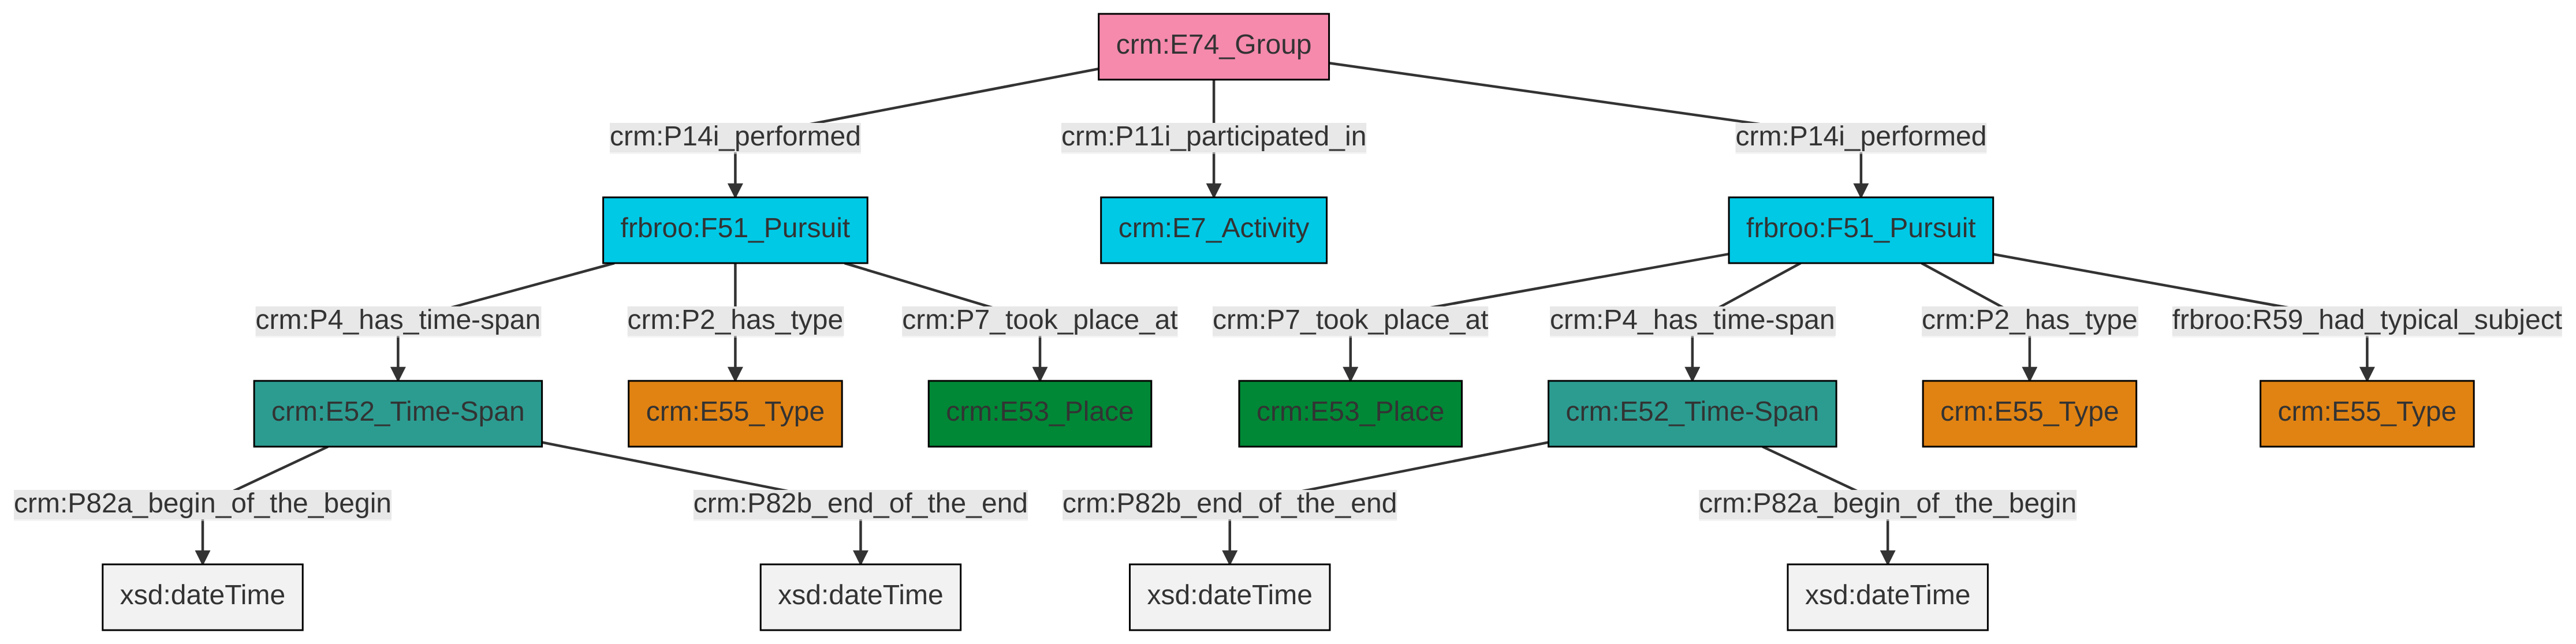 crm:E74_Group
crm:P14i_performed
crm:P11i_participated_in
crm:P14i_performed
frbroo:F51_Pursuit
crm:E7_Activity
frbroo:F51_Pursuit
crm:P4_has_time-span
crm:P2_has_type
crm:P7_took_place_at
crm:P7_took_place_at
crm:P4_has_time-span
crm:P2_has_type
frbroo:R59_had_typical_subject
crm:E52_Time-Span
crm:E55_Type
crm:E53_Place
crm:E53_Place
crm:E52_Time-Span
crm:E55_Type
crm:E55_Type
crm:P82a_begin_of_the_begin
crm:P82b_end_of_the_end
crm:P82b_end_of_the_end
crm:P82a_begin_of_the_begin
xsd:dateTime
xsd:dateTime
xsd:dateTime
xsd:dateTime